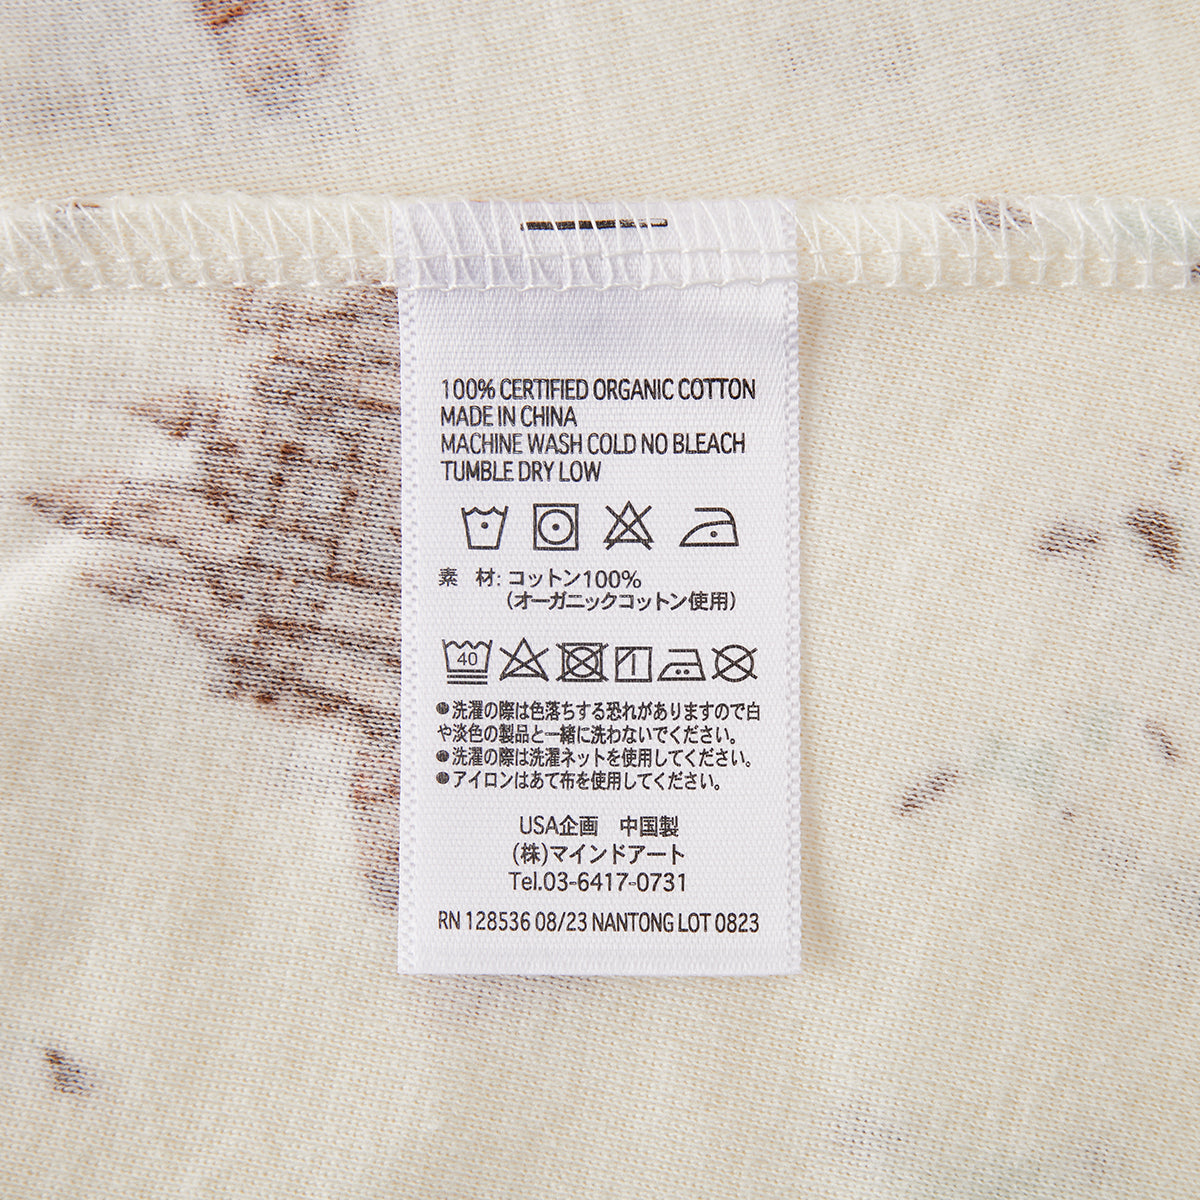 100% CERTIFIED ORGANIC COTTON
MADE IN CHINA
MACHINE WASH COLD NO BLEACH
TUMBLE DRY LOW
素 材: コットン100%
(オーガニックコットン使用)
40
●洗濯の際は色落ちする恐れがありますので白
や淡色の製品と一緒に洗わないでください。
●洗濯の際は洗濯ネットを使用してください。
●アイロンはあて布を使用してください。
USA企画 中国製
(株)マインドアート
Tel.03-6417-0731
RN 128536 08/23 NANTONG LOT 0823